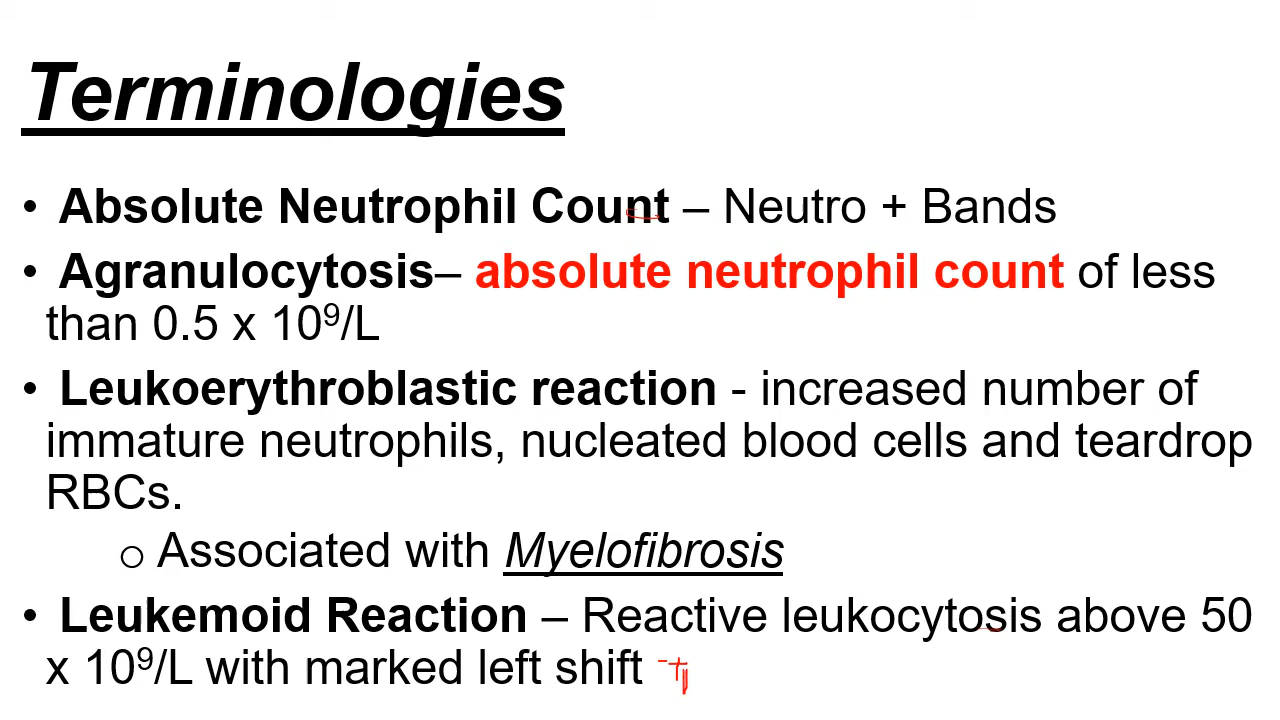 Terminologies
• Absolute Neutrophil Count – Neutro + Bands
• Agranulocytosis– absolute neutrophil count of less
than 0.5 x 10⁹/L
• Leukoerythroblastic reaction - increased number of
immature neutrophils, nucleated blood cells and teardrop
RBCs.
o Associated with Myelofibrosis
• Leukemoid Reaction – Reactive leukocytosis above 50
x 10⁹/L with marked left shift